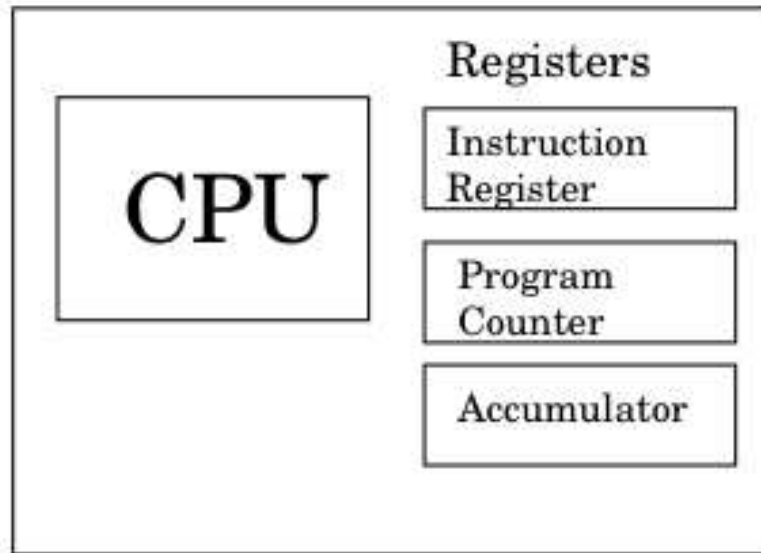 CPU
Registers
Instruction
Register
Program
Counter
Accumulator